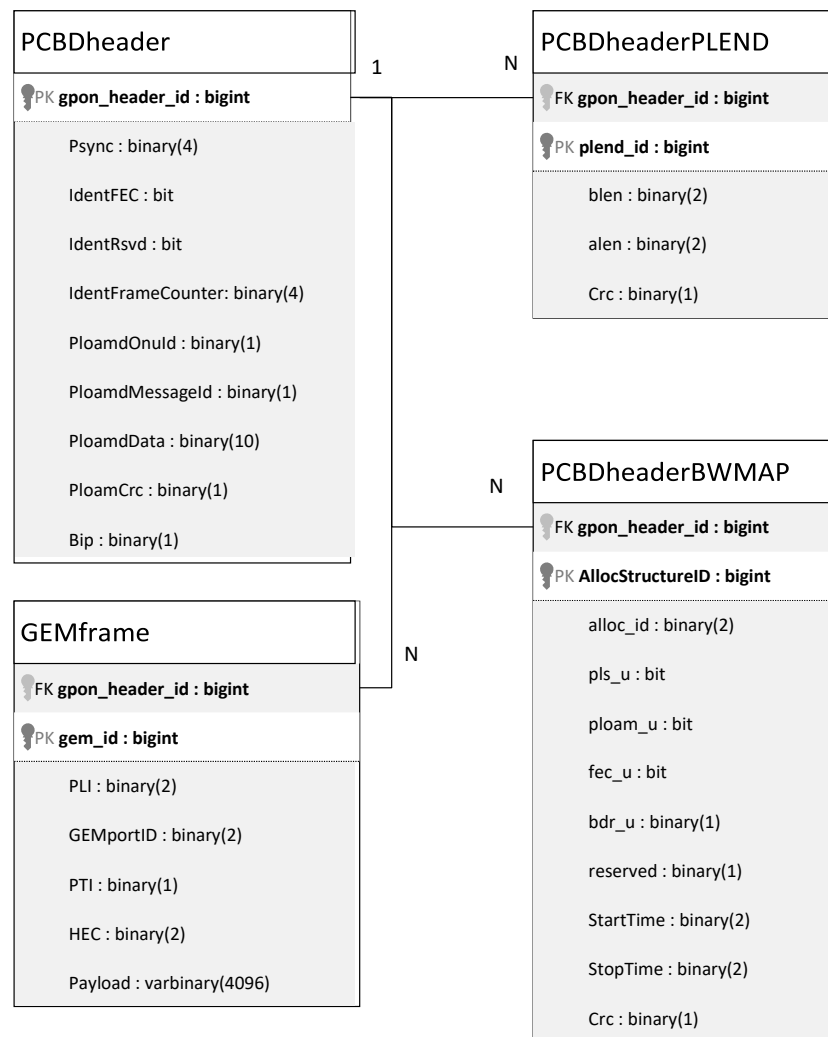 PCBDheader
PK gpon_header_id : bigint
Psync : binary(4)
IdentFEC : bit
IdentRsvd : bit
IdentFrameCounter: binary(4)
PloamdOnuId : binary(1)
PloamdMessageId : binary(1)
PloamdData : binary(10)
PloamCrc : binary(1)
Bip : binary(1)
1
N
PCBDheaderPLEND
FK gpon_header_id : bigint
PK plend_id : bigint
blen : binary(2)
alen : binary(2)
Crc : binary(1)
N
PCBDheaderBWMAP
FK gpon_header_id : bigint
PK AllocStructureID : bigint
alloc_id : binary(2)
pls_u : bit
ploam_u : bit
fec_u : bit
bdr_u : binary(1)
reserved : binary(1)
StartTime : binary(2)
StopTime : binary(2)
Crc : binary(1)
GEMframe
N
FK gpon_header_id : bigint
PK gem_id : bigint
PLI : binary(2)
GEMportID : binary(2)
PTI : binary(1)
HEC : binary(2)
Payload : varbinary(4096)